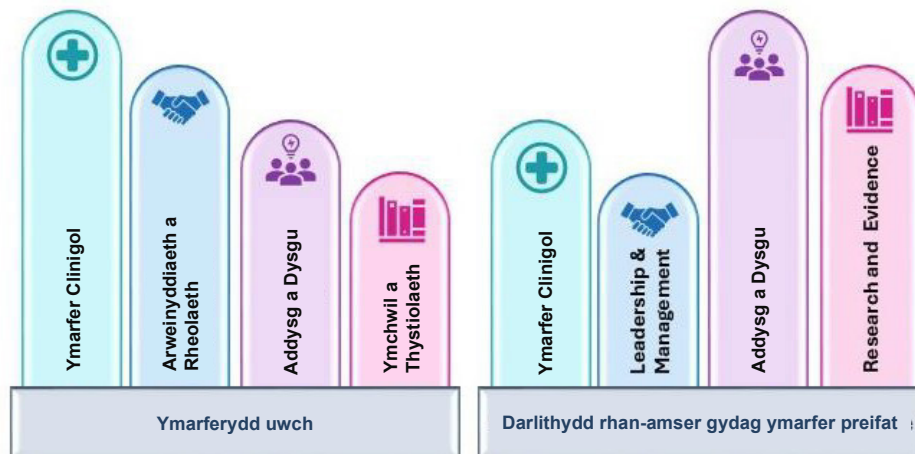 Ymarfer Clinigol
Arweinyddiaeth a
Rheolaeth
Addysg a Dysgu
Ymchwil a
Thystiolaeth
Ymarferydd uwch
Ymarfer Clinigol
Leadership &
Management
Addysg a Dysgu
Research and Evidence
Darlithydd rhan-amser gydag ymarfer preifat